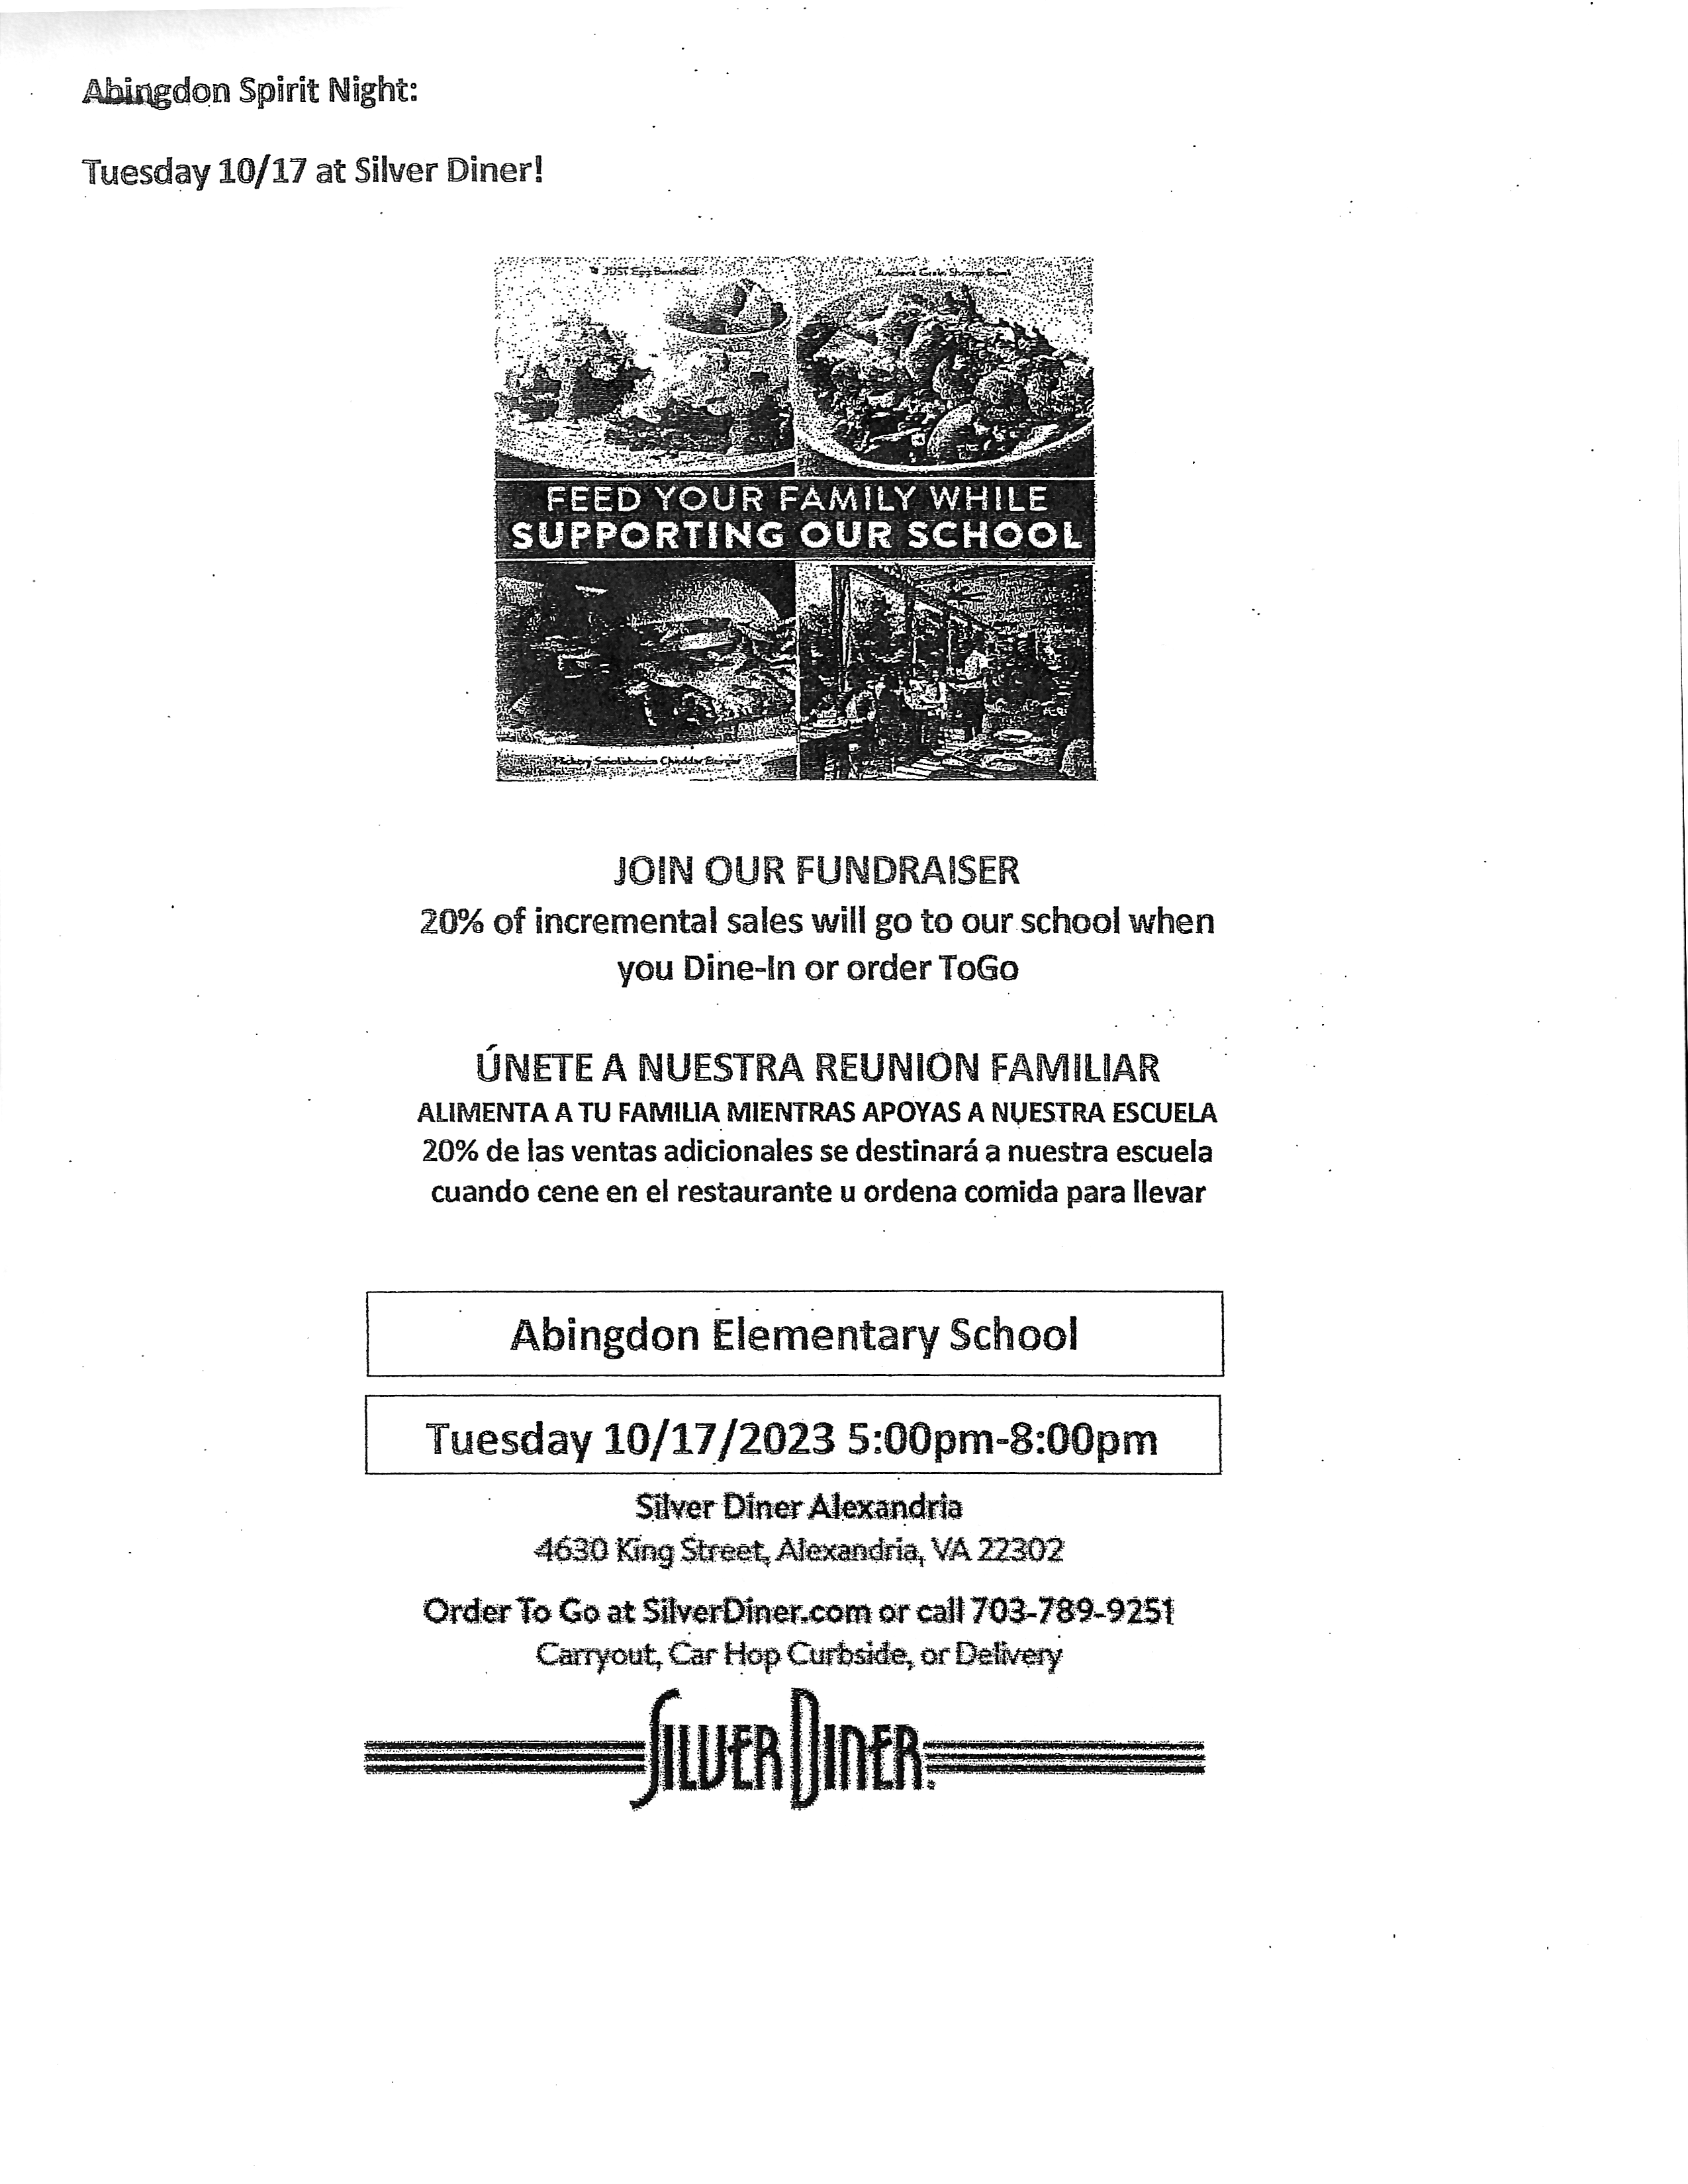 Abingdon Spirit Night:
Tuesday 10/17 at Silver Diner!
JUST Egg Benedict
Ancient Grain Shrimp Bowl
FEED YOUR FAMILY WHILE
SUPPORTING OUR SCHOOL
Hickory Smokehouse Cheddar Burger
JOIN OUR FUNDRAISER
20% of incremental sales will go to our school when
you Dine-In or order ToGo
ÚNETE A NUESTRA REUNION FAMILIAR
ALIMENTA A TU FAMILIA MIENTRAS APOYAS A NUESTRA ESCUELA
20% de las ventas adicionales se destinará a nuestra escuela
cuando cene en el restaurante u ordena comida para llevar
Abingdon Elementary School
Tuesday 10/17/2023 5:00pm-8:00pm
Silver Diner Alexandria
4630 King Street, Alexandria, VA 22302
Order To Go at SilverDiner.com or call 703-789-9251
Carryout, Car Hop Curbside, or Delivery
SILVER DINER